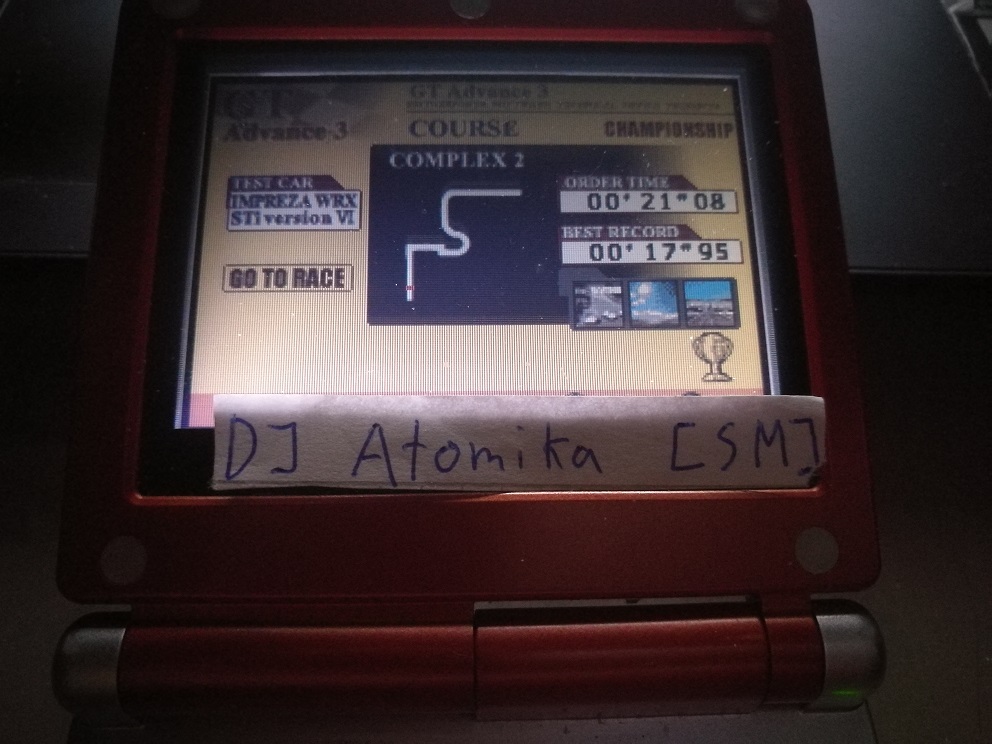 GT Advance 3
GT
Advance-3
COURSE
CHAMPIONSHIP
COMPLEX 2
TEST CAR
IMPREZA WRX
STi version VI
GO TO RACE
ORDER TIME
00' 21" 08
BEST RECORD
00' 17" 95
DJ Atomika [SM]